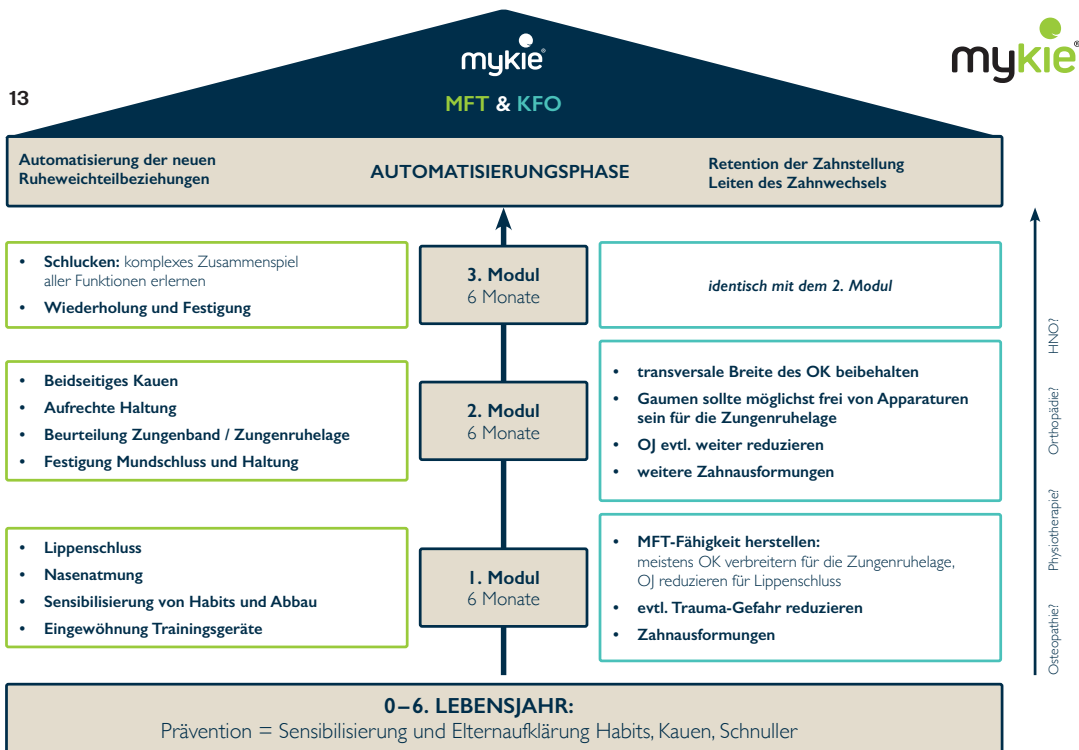 mykie®
mykie®
13
MFT & KFO
Automatisierung der neuen
Ruheweichteilbeziehungen
AUTOMATISIERUNGSPHASE
Retention der Zahnstellung
Leiten des Zahnwechsels
• Schlucken: komplexes Zusammenspiel
aller Funktionen erlernen
• Wiederholung und Festigung
3. Modul
6 Monate
identisch mit dem 2. Modul
• Beidseitiges Kauen
• Aufrechte Haltung
• Beurteilung Zungenband / Zungenruhelage
• Festigung Mundschluss und Haltung
2. Modul
6 Monate
• transversale Breite des OK beibehalten
• Gaumen sollte möglichst frei von Apparaturen
sein für die Zungenruhelage
• OJ evtl. weiter reduzieren
• weitere Zahnausformungen
• Lippenschluss
• Nasenatmung
• Sensibilisierung von Habits und Abbau
• Eingewöhnung Trainingsgeräte
1. Modul
6 Monate
• MFT-Fähigkeit herstellen:
meistens OK verbreitern für die Zungenruhelage,
OJ reduzieren für Lippenschluss
• evtl. Trauma-Gefahr reduzieren
• Zahnausformungen
Osteopathie? Physiotherapie? Orthopädie? HNO?
0–6. LEBENSJAHR:
Prävention = Sensibilisierung und Elternaufklärung Habits, Kauen, Schnuller